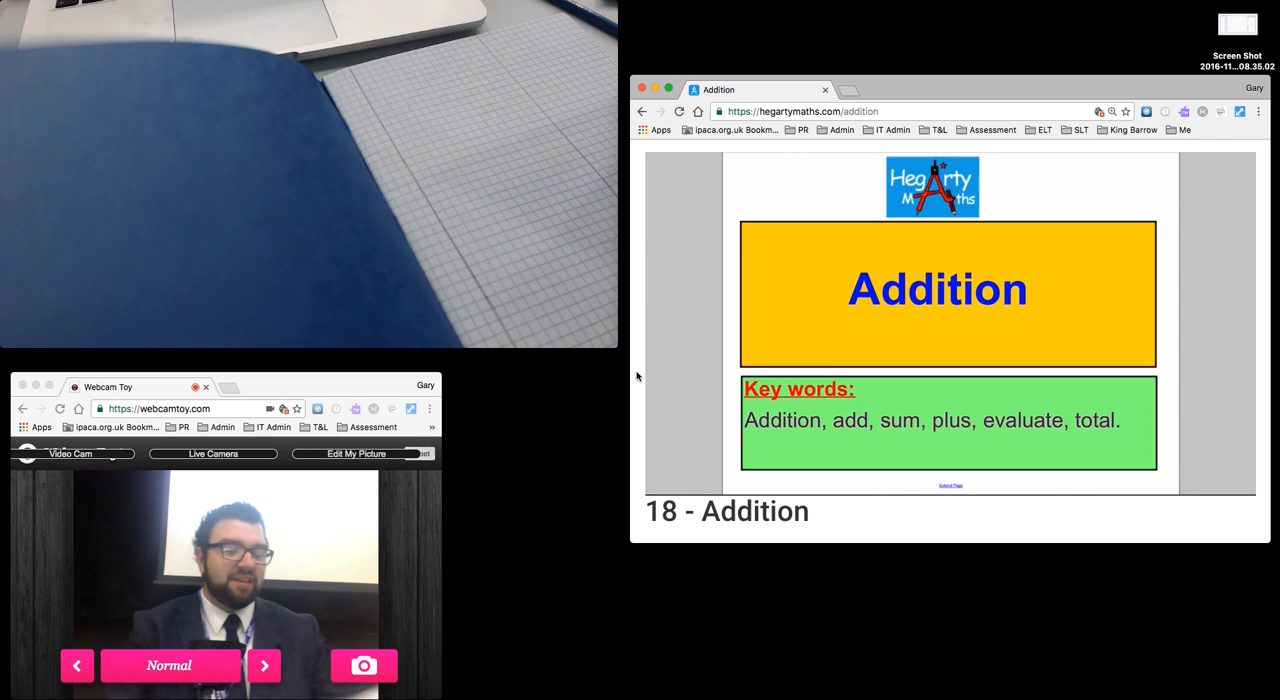 Screen Shot
2016-11...08.35.02
Addition
Gary
https://hegartymaths.com/addition
Apps
ipaca.org.uk Bookm...
PR
Admin
IT Admin
T&L
Assessment
ELT
SLT
King Barrow
Me
Hegarty
Maths
Addition
Key words:
Addition, add, sum, plus, evaluate, total.
Extend Page
18 - Addition
Webcam Toy
Gary
https://webcamtoy.com
Apps
ipaca.org.uk Bookm...
PR
Admin
IT Admin
T&L
Assessment
»
Video Cam
Live Camera
Edit My Picture
Normal